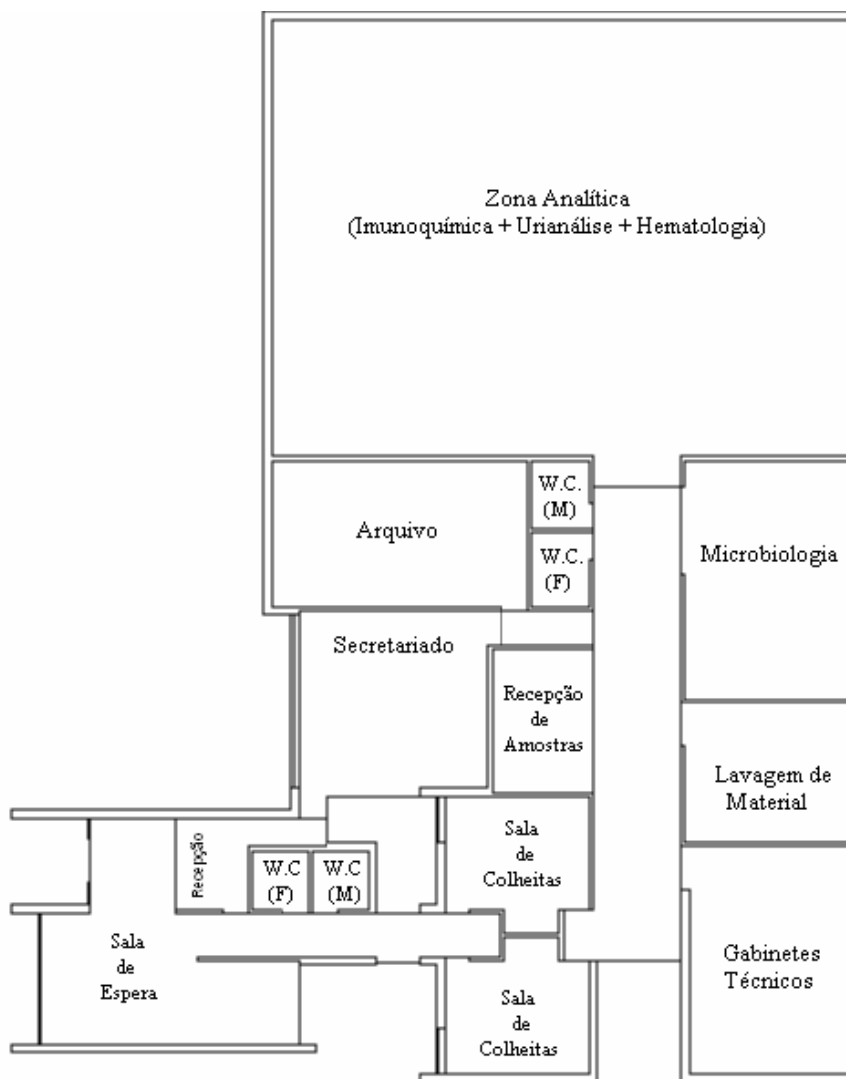 Zona Analítica
(Imunoquímica + Urianálise + Hematologia)
W.C.
(M)
Arquivo
W.C.
(F)
Microbiologia
Secretariado
Recepção
de
Amostras
Lavagem de
Material
Sala
de
Colheitas
Recepção
W.C
(F)
W.C
(M)
Sala
de
Espera
Gabinetes
Técnicos
Sala
de
Colheitas